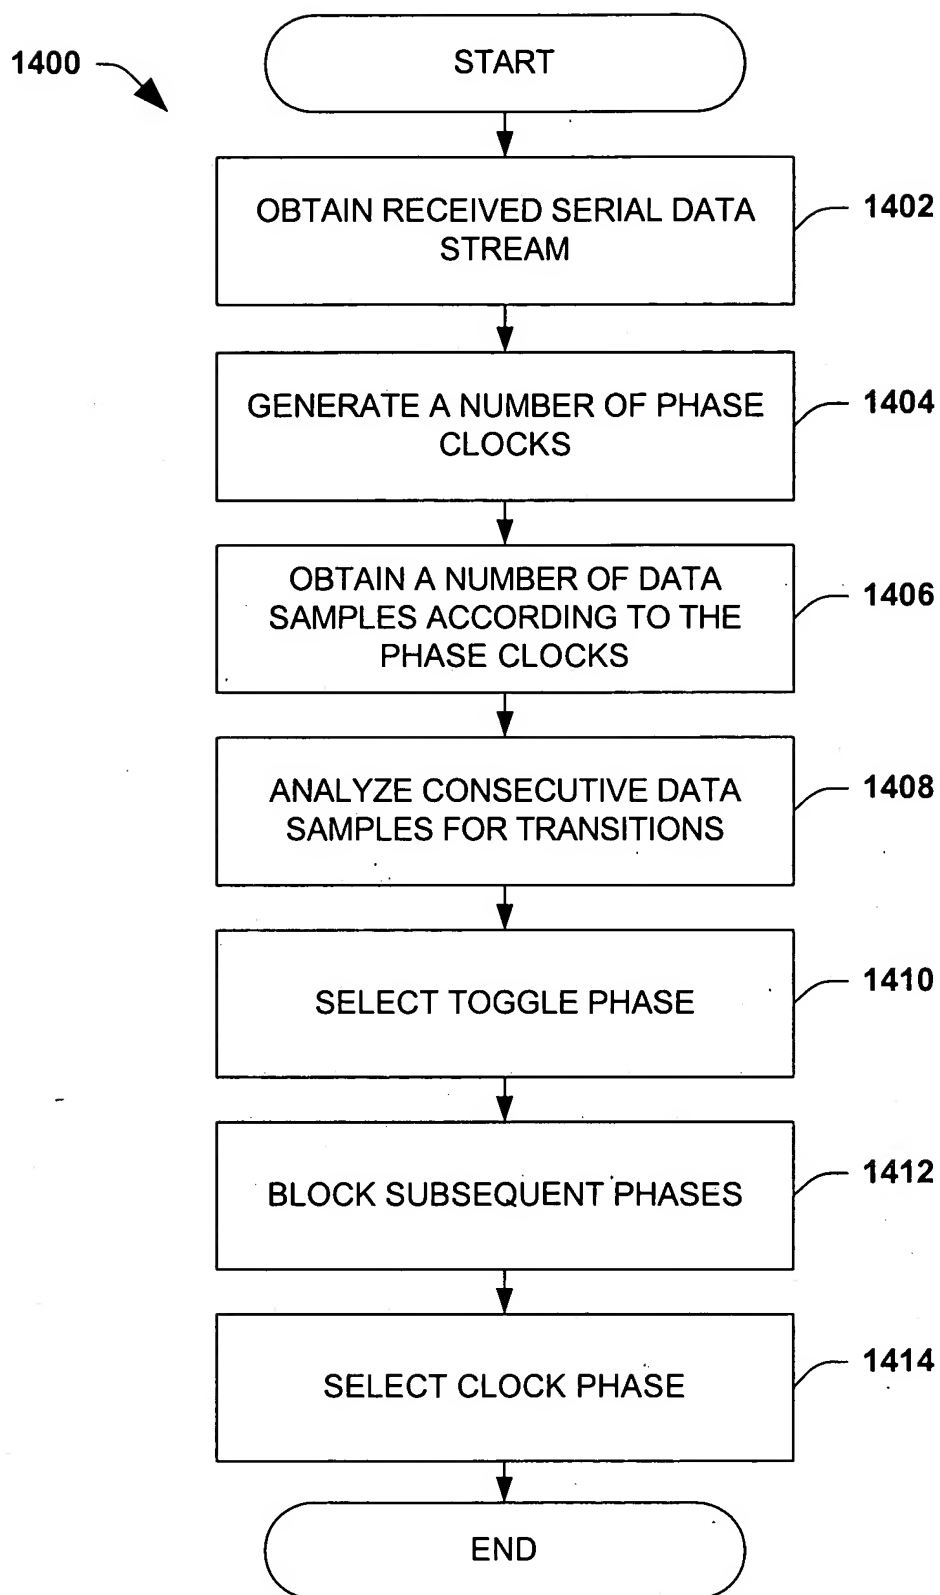 1400
START
OBTAIN RECEIVED SERIAL DATA
STREAM
1402
GENERATE A NUMBER OF PHASE
CLOCKS
1404
OBTAIN A NUMBER OF DATA
SAMPLES ACCORDING TO THE
PHASE CLOCKS
1406
ANALYZE CONSECUTIVE DATA
SAMPLES FOR TRANSITIONS
1408
SELECT TOGGLE PHASE
1410
BLOCK SUBSEQUENT PHASES
1412
SELECT CLOCK PHASE
1414
END